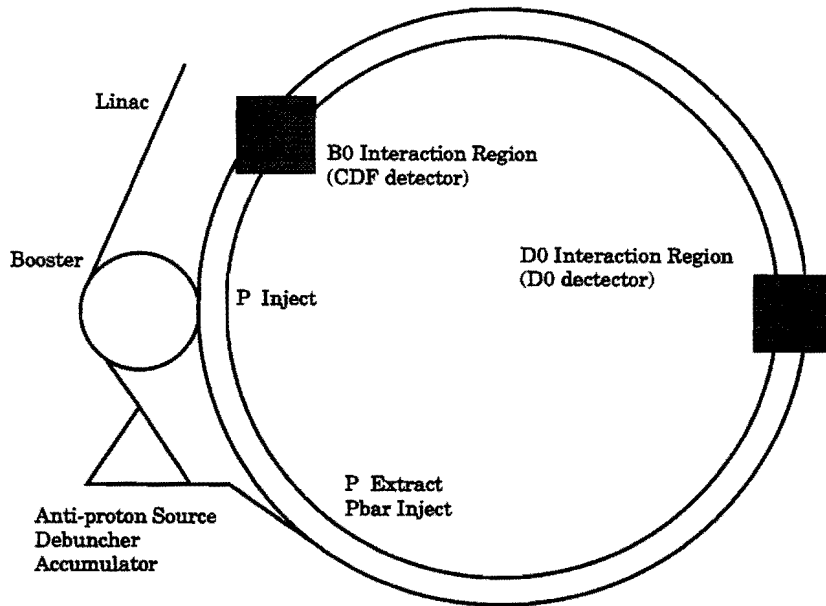 Linac
B0 Interaction Region
(CDF detector)
Booster
D0 Interaction Region
(D0 dectector)
P Inject
P Extract
Pbar Inject
Anti-proton Source
Debuncher
Accumulator